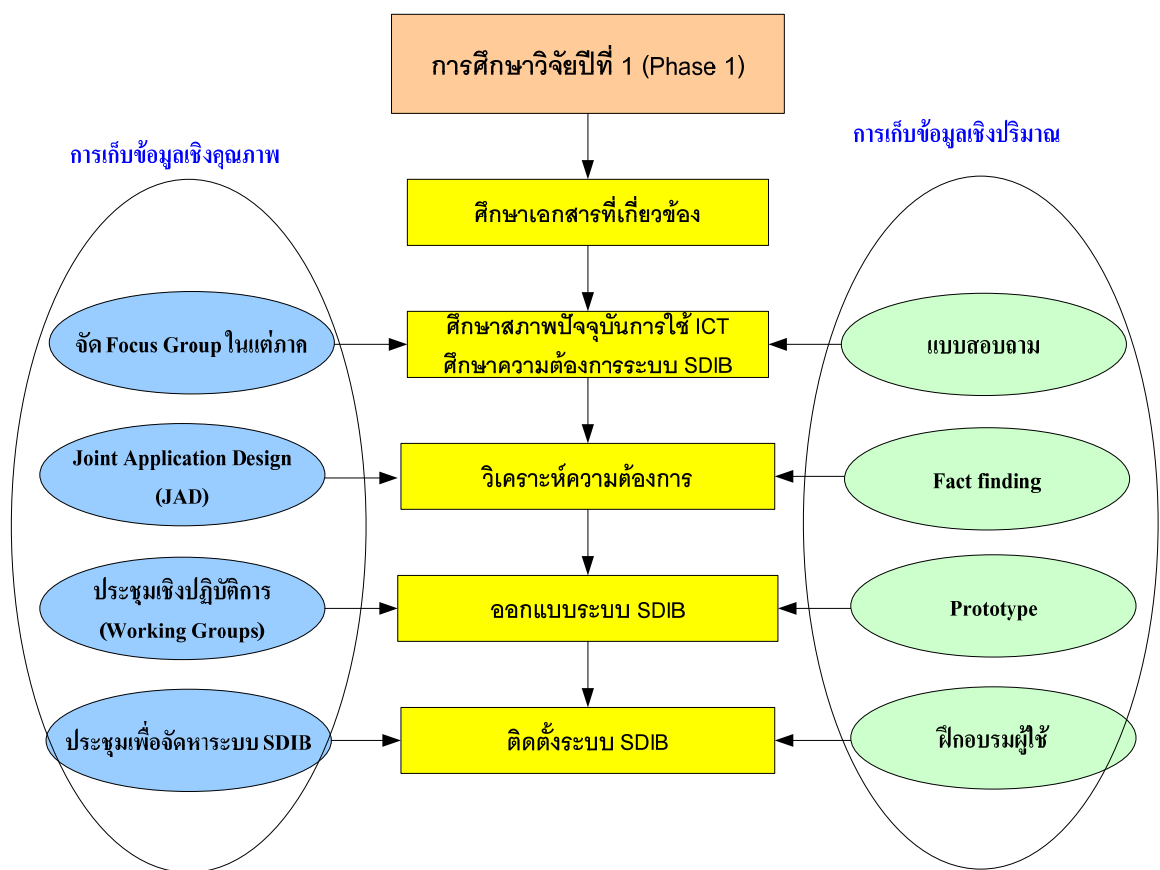 การศึกษาวิจัยปีที่ 1 (Phase 1)
การเก็บข้อมูลเชิงคุณภาพ
การเก็บข้อมูลเชิงปริมาณ
ศึกษาเอกสารที่เกี่ยวข้อง
จัด Focus Group ในแต่ภาค
ศึกษาสภาพปัจจุบันการใช้ ICT
ศึกษาความต้องการระบบ SDIB
แบบสอบถาม
Joint Application Design
(JAD)
วิเคราะห์ความต้องการ
Fact finding
ประชุมเชิงปฏิบัติการ
(Working Groups)
ออกแบบระบบ SDIB
Prototype
ประชุมเพื่อจัดหาระบบ SDIB
ติดตั้งระบบ SDIB
ฝึกอบรมผู้ใช้